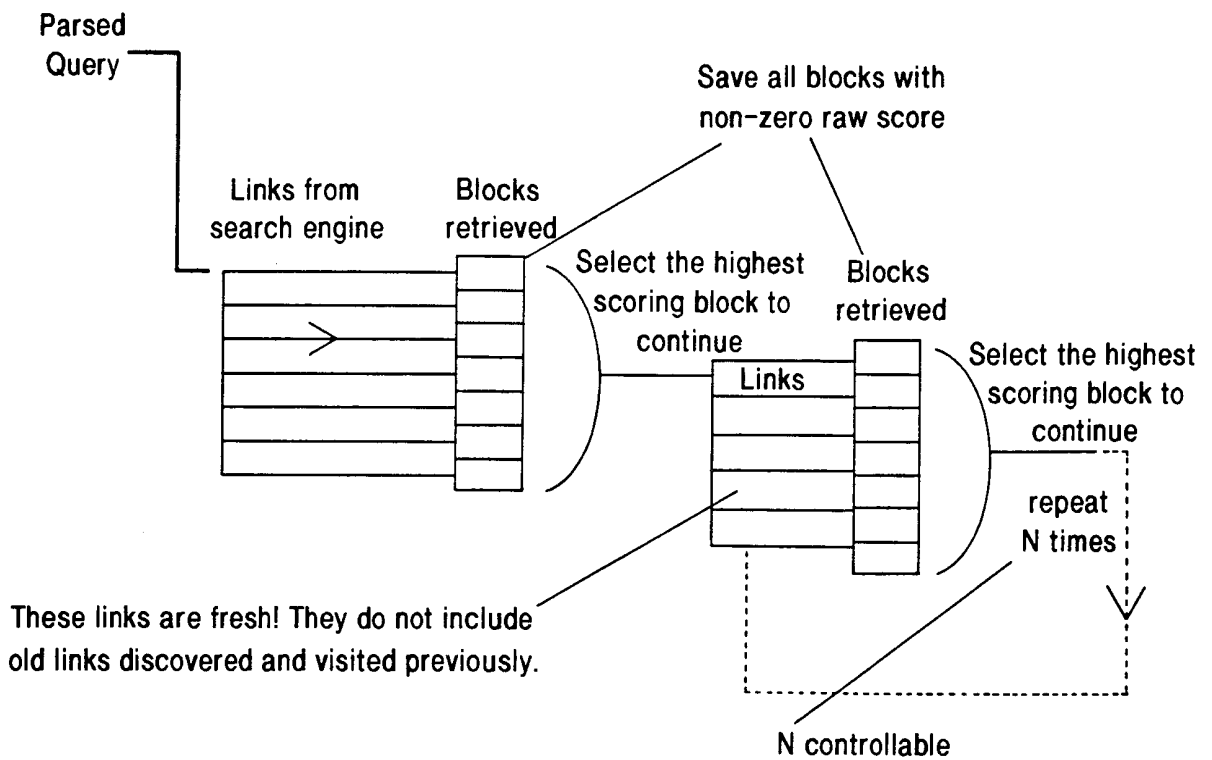 Parsed
Query
Save all blocks with
non-zero raw score
Links from
search engine
Blocks
retrieved
Select the highest
scoring block to
continue
Blocks
retrieved
Links
Select the highest
scoring block to
continue
repeat
N times
These links are fresh! They do not include
old links discovered and visited previously.
N controllable